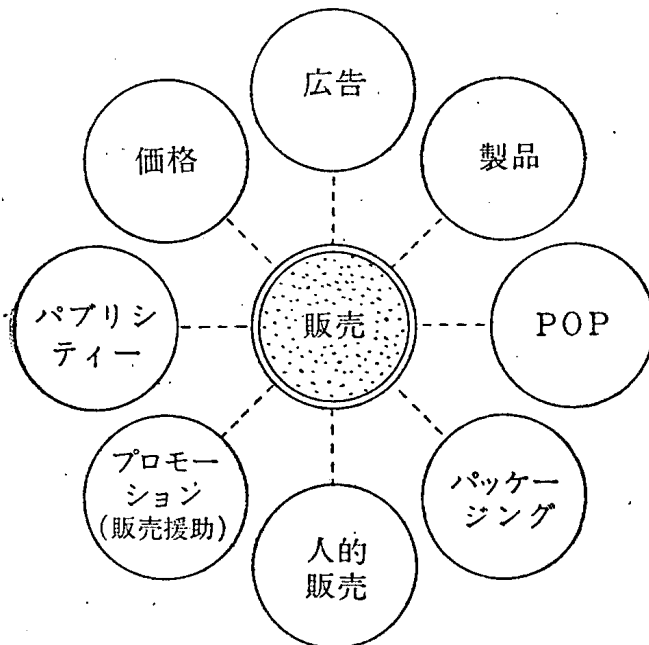 広告
価格
製品
パブリシ
ティー
販売
POP
プロモー
ション
(販売援助)
パッケー
ジング
人的
販売